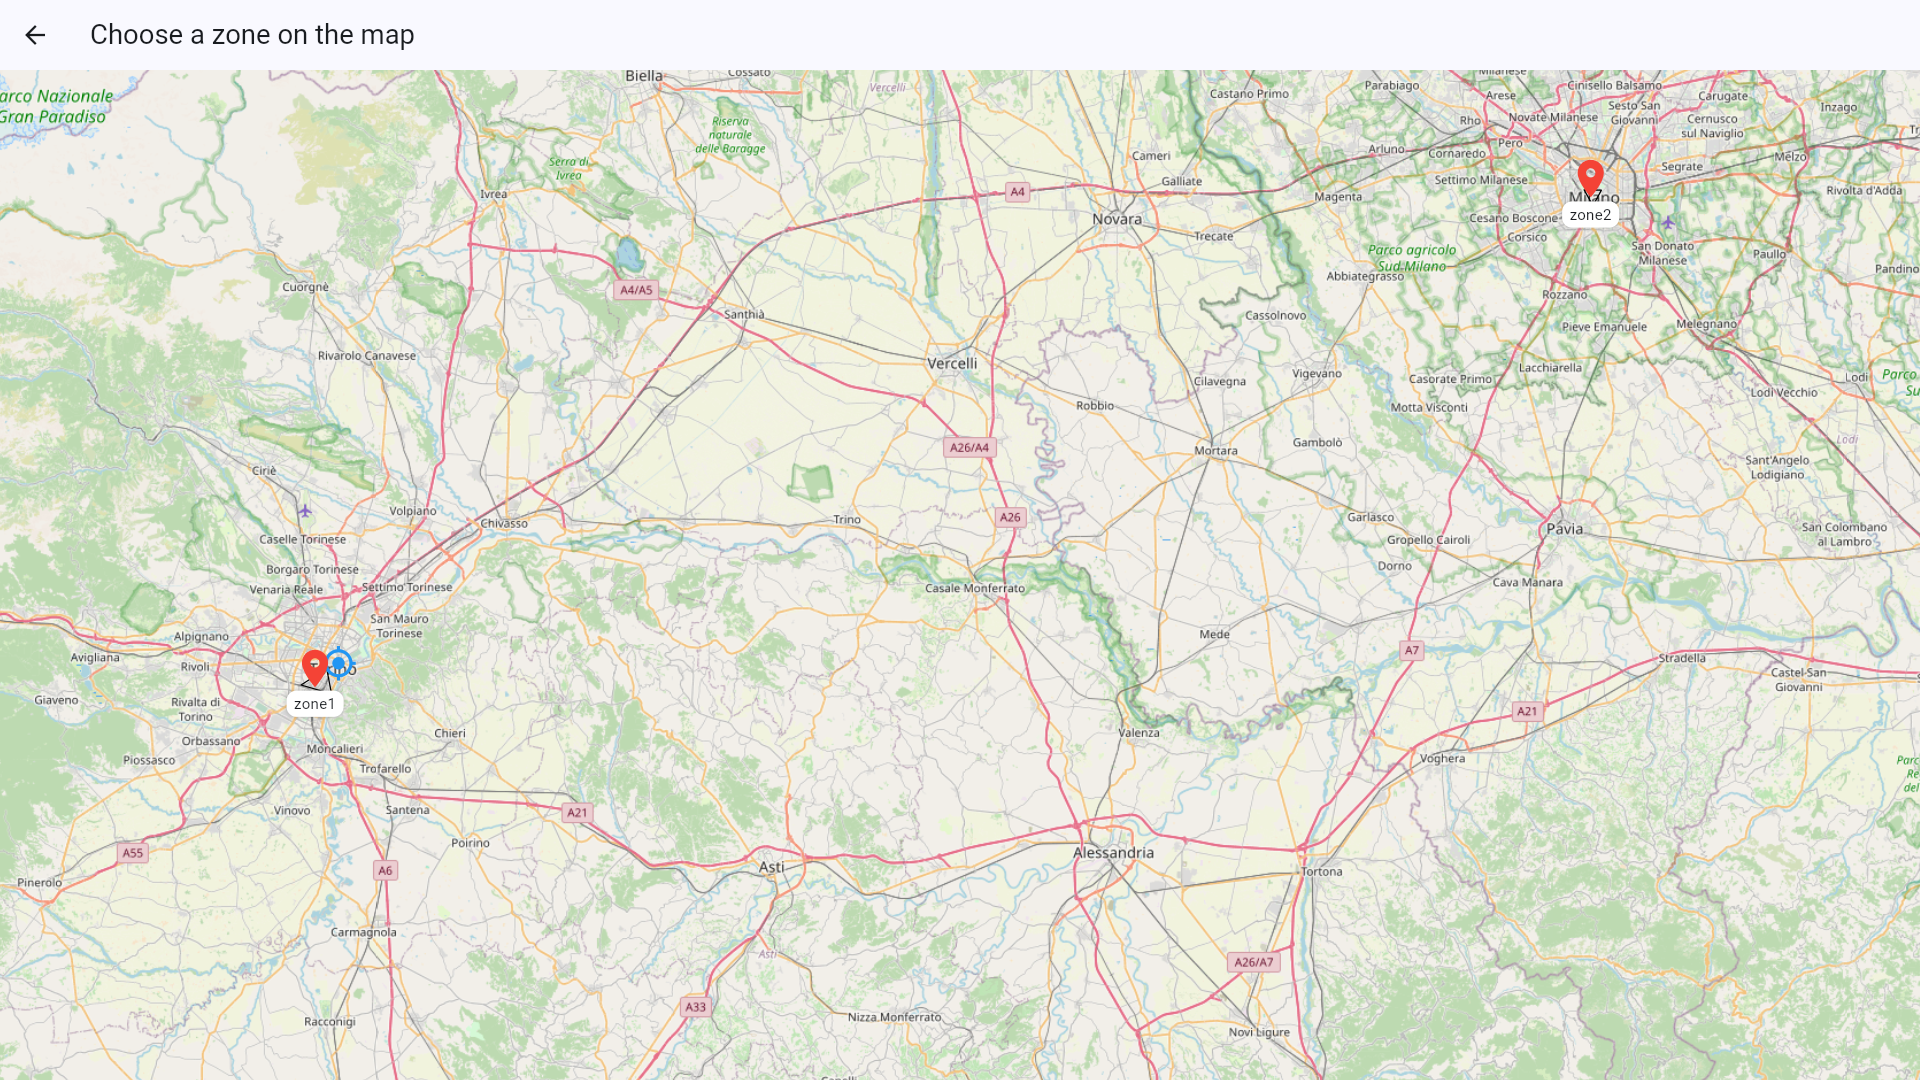 Choose a zone on the map
arco Nazionale
Gran Paradiso
Biella
Cossato
Vercelli
Castano Primo
Parabiago
Milanese
Arese
Cinisello Balsamo
Carugate
Inzago
Sesto San
Giovanni
Rho
Novate Milanese
Cernusco
sul Naviglio
Riserva
naturale
delle Baragge
Serra di
Ivrea
Ivrea
Cameri
Galliate
Arluno
Pero
Cornaredo
Settimo Milanese
Segrate
Melzo
Rivolta d'Adda
A4
Magenta
Novara
Trecate
zone2
Cesano Boscone
Corsico
Parco agricolo
Sud Milano
San Donato
Milanese
Paullo
Pandino
Abbiategrasso
Cuorgnè
A4/A5
Santhià
Rozzano
Cassolnovo
Pieve Emanuele
Melegnano
Rivarolo Canavese
Vercelli
Vigevano
Cilavegna
Lacchiarella
Casorate Primo
Lodi
Parco
Su
Lodi Vecchio
Robbio
Motta Visconti
A26/A4
Gambolò
Mortara
Lodi
Sant'Angelo
Lodigiano
Ciriè
Volpiano
Chivasso
Trino
A26
Garlasco
Pavia
San Colombano
al Lambro
Caselle Torinese
Gropello Cairoli
Borgaro Torinese
Dorno
Venaria Reale
Settimo Torinese
Casale Monferrato
Cava Manara
San Mauro
Torinese
Alpignano
Mede
A7
Avigliana
Rivoli
Stradella
Castel San
Giovanni
Giaveno
zone1
Rivalta di
Torino
A21
Orbassano
Chieri
Valenza
Moncalieri
Piossasco
Trofarello
Voghera
Parc
Re
del
Vinovo
Santena
A21
Poirino
A55
A6
Asti
Alessandria
Tortona
Pinerolo
Carmagnola
Asti
A26/A7
A33
Racconigi
Nizza Monferrato
Novi Ligure